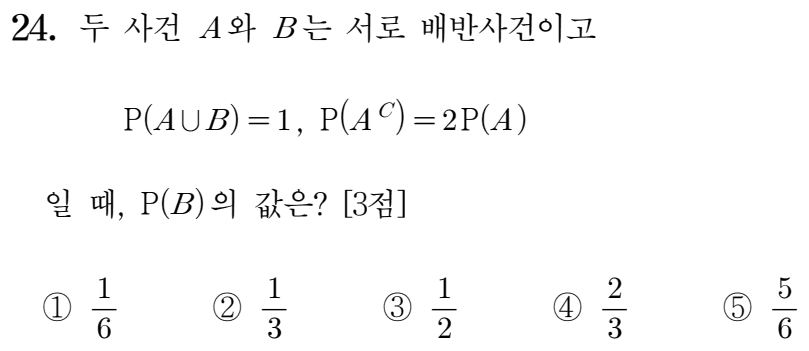 24. 두 사건 A와 B는 서로 배반사건이고
P(A∪B)=1, P(A^C)=2P(A)
일 때, P(B)의 값은? [3점]
① 1/6 ② 1/3 ③ 1/2 ④ 2/3 ⑤ 5/6